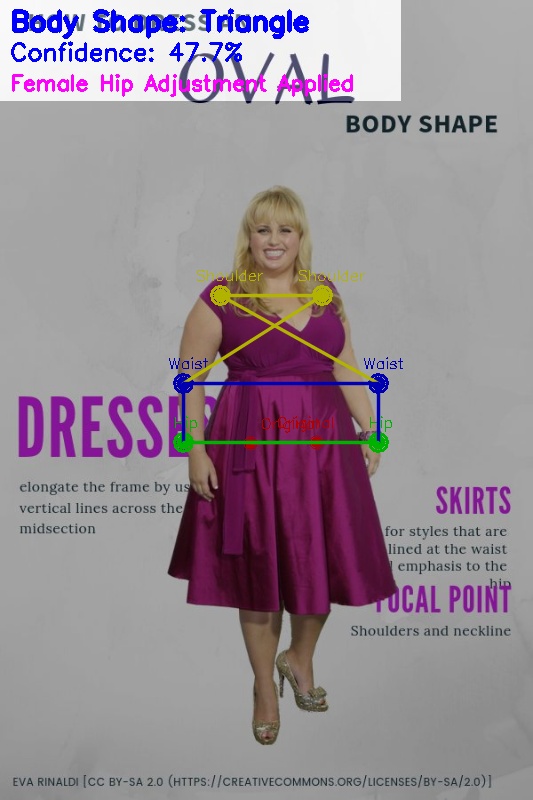 Body Shape: Triangle
Confidence: 47.7%
Female Hip Adjustment Applied
OVAL
BODY SHAPE
Shoulder Shoulder
Waist Waist
DRESSES
Hip Hip
elongate the frame by us
vertical lines across the
midsection
SKIRTS
for styles that are
lined at the waist
emphasis to the
hip
FOCAL POINT
Shoulders and neckline
EVA RINALDI [CC BY-SA 2.0 (HTTPS://CREATIVECOMMONS.ORG/LICENSES/BY-SA/2.0)]